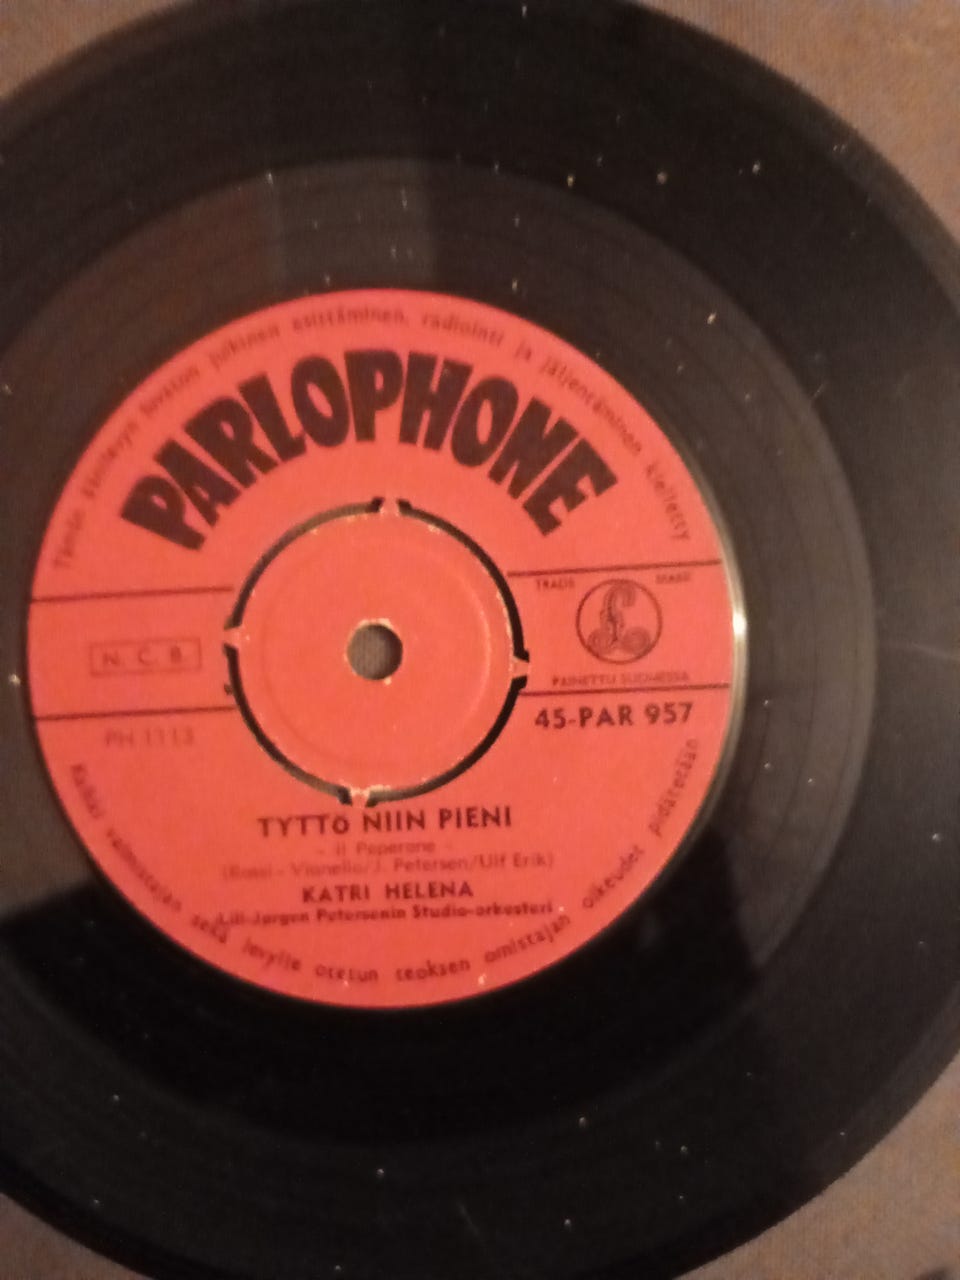 Tämän äänilevyn luvaton julkinen esittäminen, radiointi ja jäljentäminen kielletty
PARLOPHONE
TRADE MARK
£
N. C. B.
PAINETTU SUOMESSA
45-PAR 957
PH 1113
TYTTÖ NIIN PIENI
- Il Peperone -
(Rossi - Vianello/J. Petersen/Ulf Erik)
KATRI HELENA
Lill-Jørgen Petersenin Studio-orkesteri
Kaikki valmistajan sekä levylle otetun teoksen omistajan oikeudet pidätetään